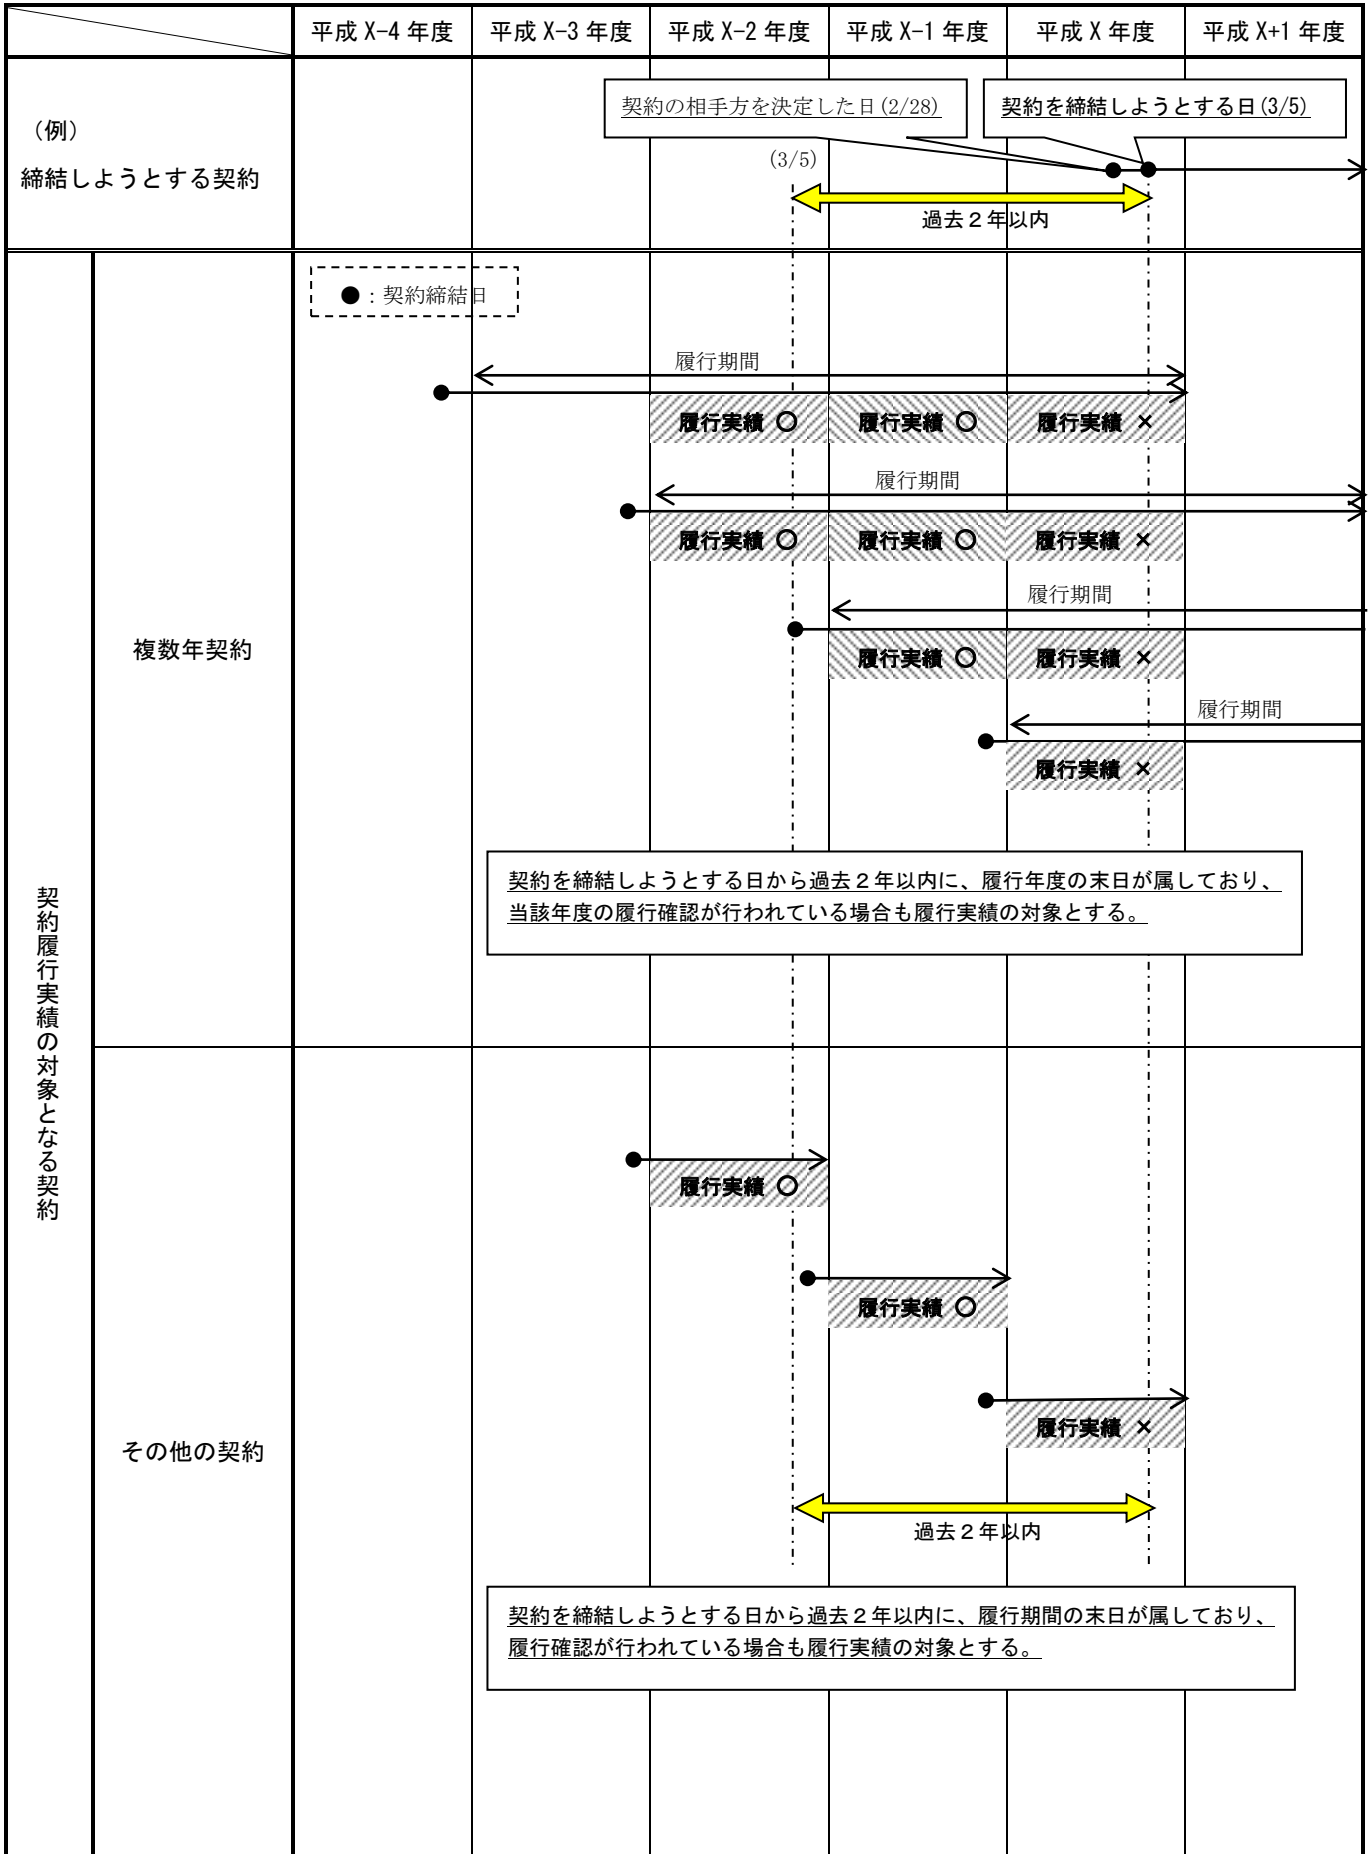 平成 X-4 年度 平成 X-3 年度 平成 X-2 年度 平成 X-1 年度 平成 X 年度 平成 X+1 年度
（例）
締結しようとする契約
契約の相手方を決定した日(2/28)
契約を締結しようとする日(3/5)
(3/5)
過去２年以内
契約履行実績の対象となる契約
複数年契約
●：契約締結日
履行期間
履行実績 〇 履行実績 〇 履行実績 ×
履行期間
履行実績 〇 履行実績 〇 履行実績 ×
履行期間
履行実績 〇 履行実績 ×
履行期間
履行実績 ×
契約を締結しようとする日から過去２年以内に、履行年度の末日が属しており、
当該年度の履行確認が行われている場合も履行実績の対象とする。
その他の契約
履行実績 〇
履行実績 〇
履行実績 ×
過去２年以内
契約を締結しようとする日から過去２年以内に、履行期間の末日が属しており、
履行確認が行われている場合も履行実績の対象とする。